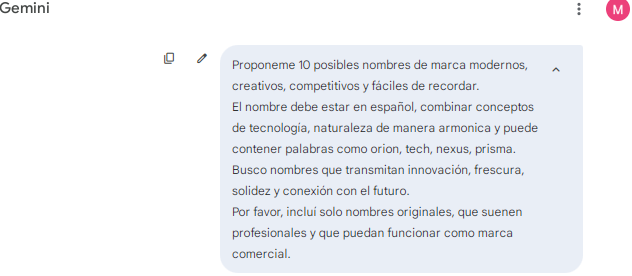 Gemini
M
Proponeme 10 posibles nombres de marca modernos,
creativos, competitivos y fáciles de recordar.
El nombre debe estar en español, combinar conceptos
de tecnología, naturaleza de manera armonica y puede
contener palabras como orion, tech, nexus, prisma.
Busco nombres que transmitan innovación, frescura,
solidez y conexión con el futuro.
Por favor, incluí solo nombres originales, que suenen
profesionales y que puedan funcionar como marca
comercial.